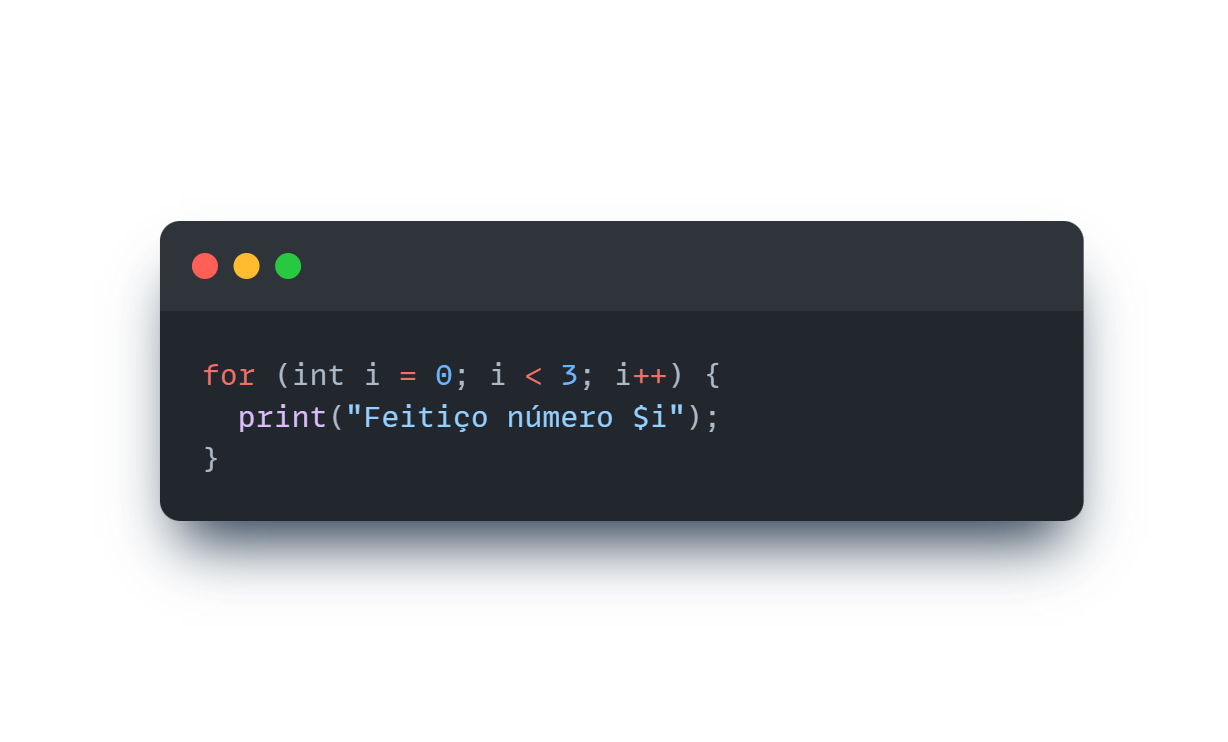 for (int i = 0; i < 3; i++) {
  print("Feitiço número $i");
}